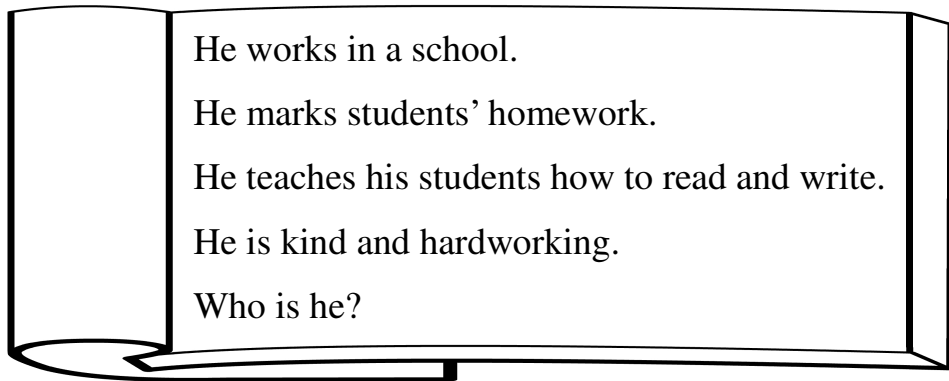 He works in a school.
He marks students’ homework.
He teaches his students how to read and write.
He is kind and hardworking.
Who is he?